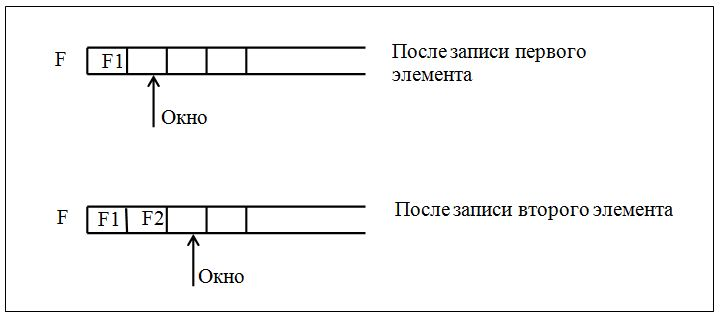 F F1 После записи первого
элемента
Окно
F F1 F2 После записи второго элемента
Окно